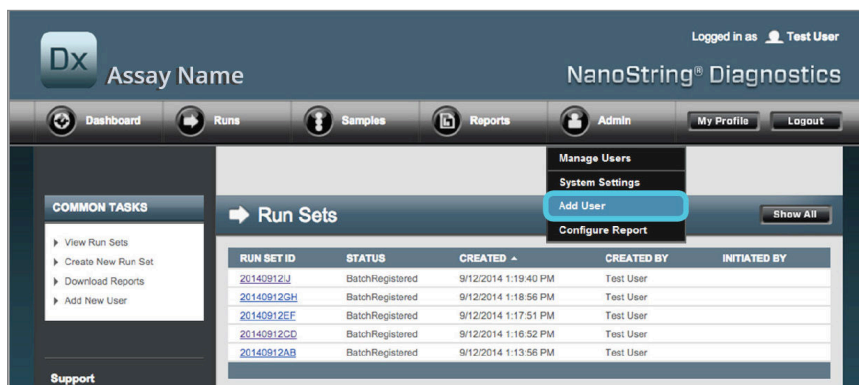 Logged in as Test User
Dx Assay Name
NanoString® Diagnostics
Dashboard Runs Samples Reports Admin My Profile Logout
Manage Users
System Settings
Add User
Configure Report
COMMON TASKS
View Run Sets
Create New Run Set
Download Reports
Add New User
Support
Run Sets
Show All
RUN SET ID STATUS CREATED CREATED BY INITIATED BY
20140912IJ BatchRegistered 9/12/2014 1:19:40 PM Test User
20140912GH BatchRegistered 9/12/2014 1:18:56 PM Test User
20140912EF BatchRegistered 9/12/2014 1:17:51 PM Test User
20140912CD BatchRegistered 9/12/2014 1:16:52 PM Test User
20140912AB BatchRegistered 9/12/2014 1:13:56 PM Test User